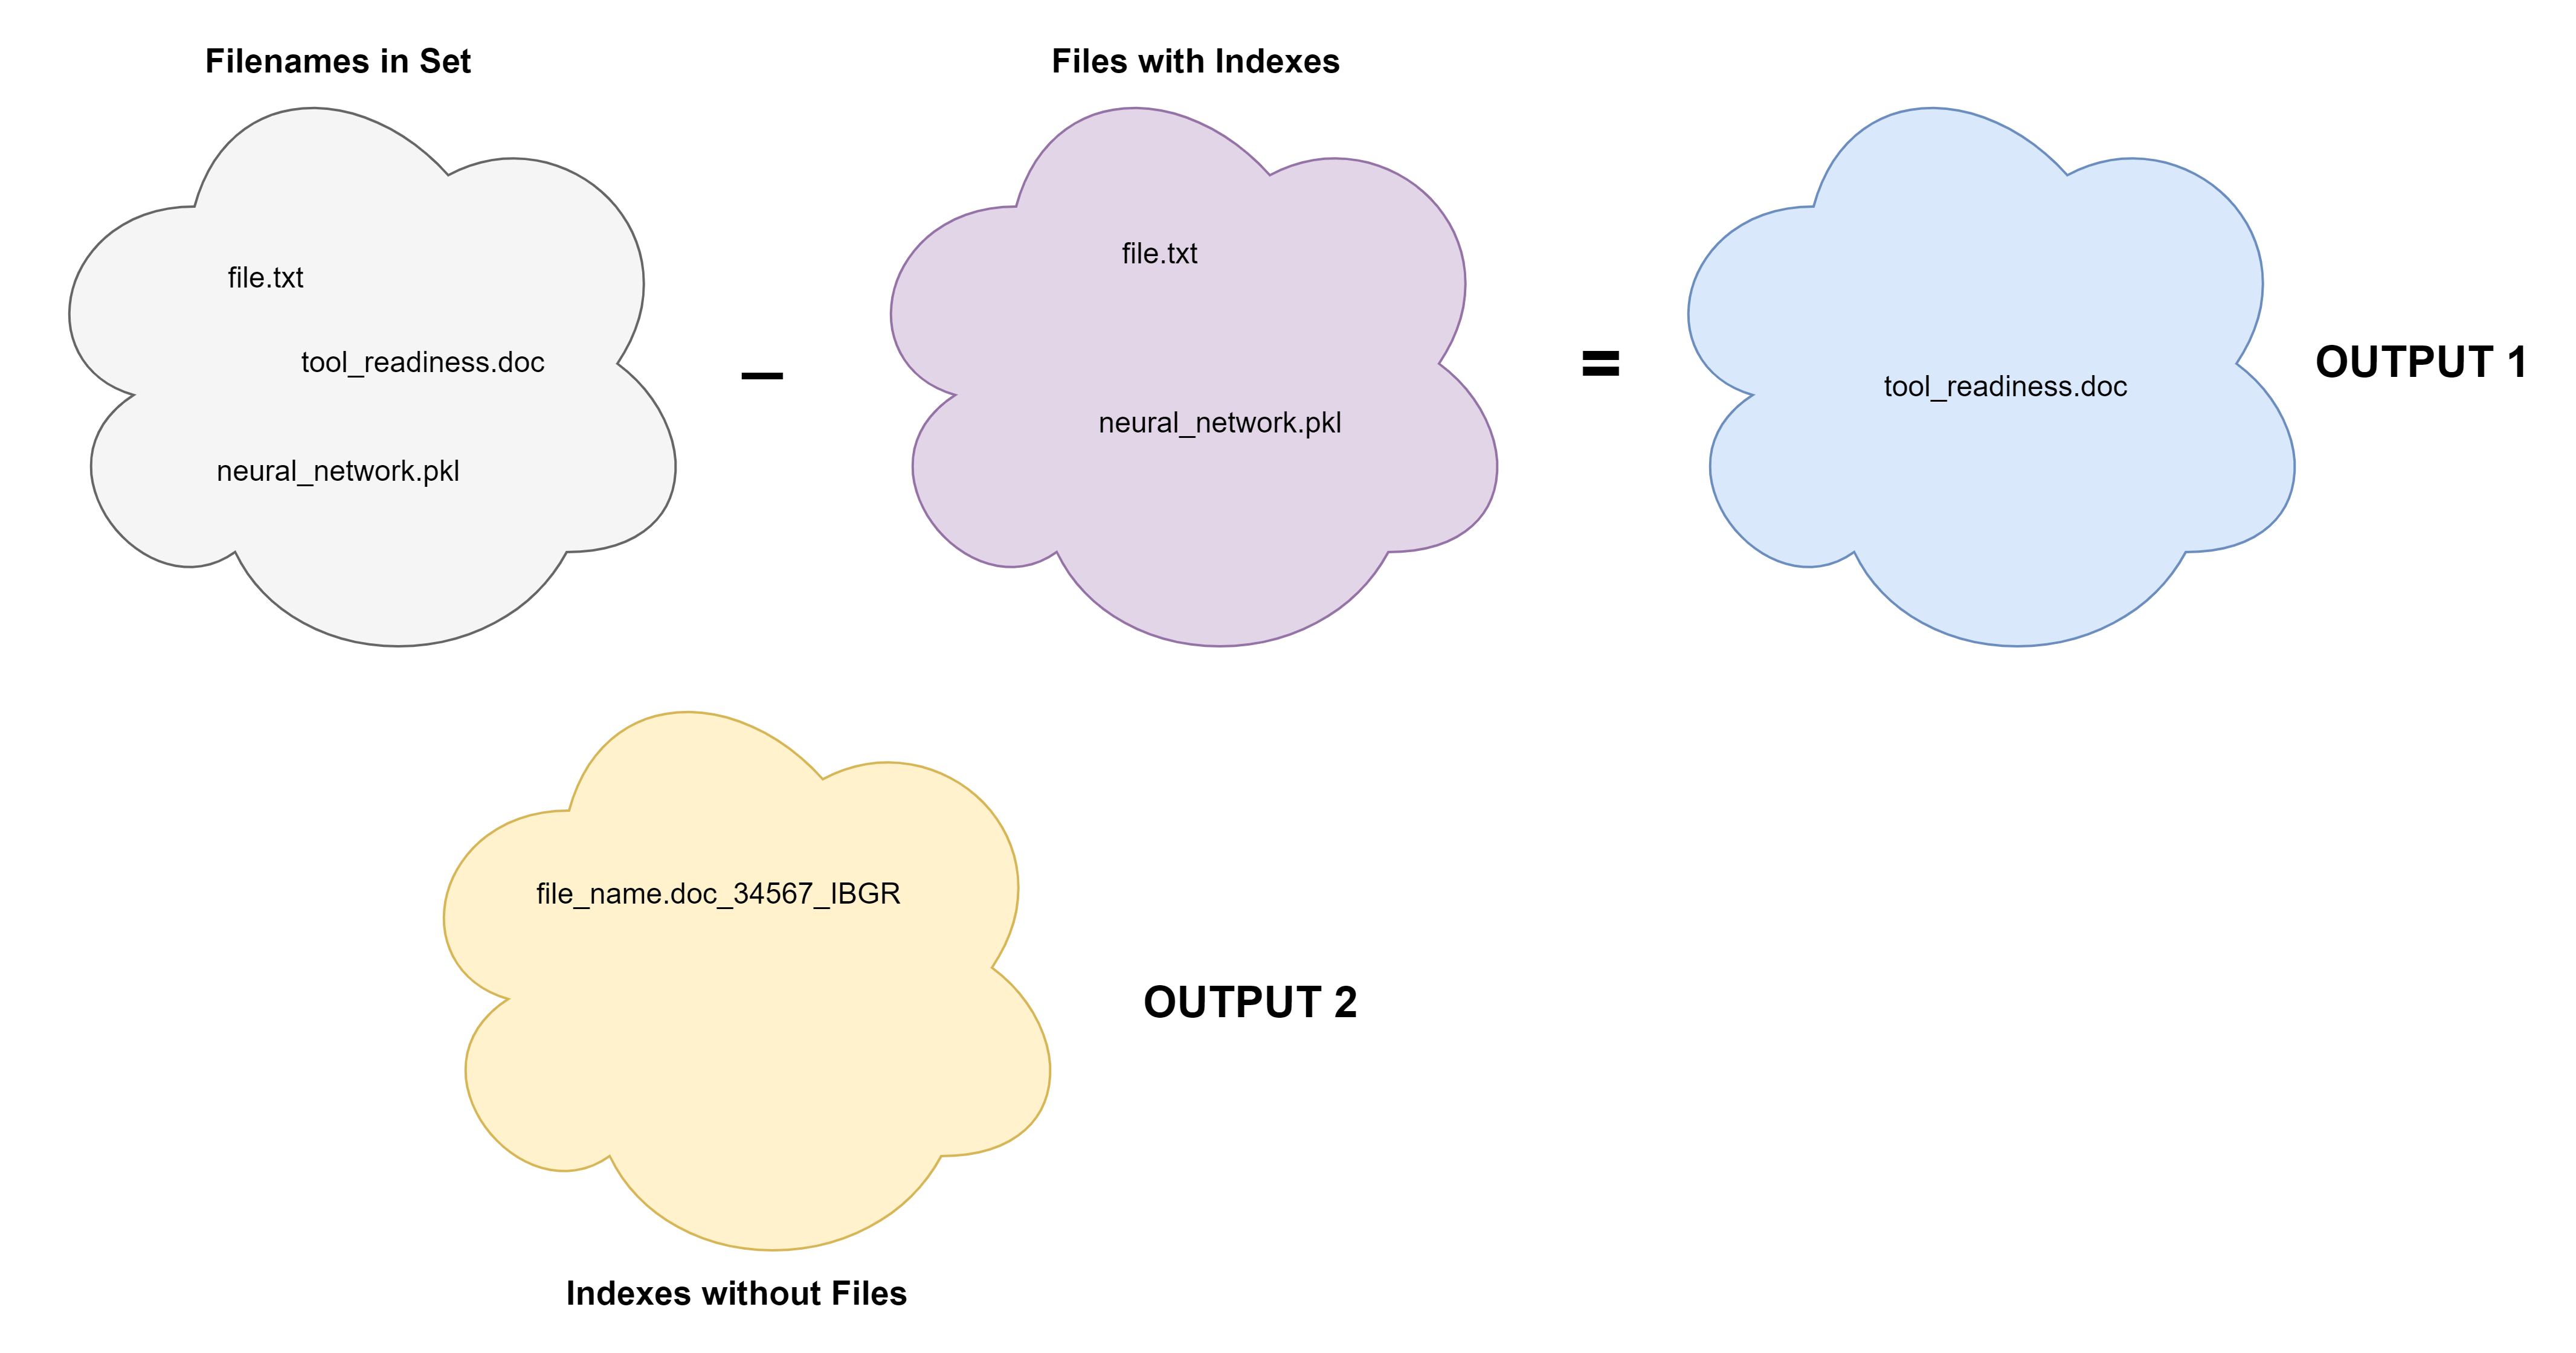 Filenames in Set
Files with Indexes
file.txt
tool_readiness.doc
neural_network.pkl
–
file.txt
neural_network.pkl
=
tool_readiness.doc
OUTPUT 1
file_name.doc_34567_IBGR
OUTPUT 2
Indexes without Files